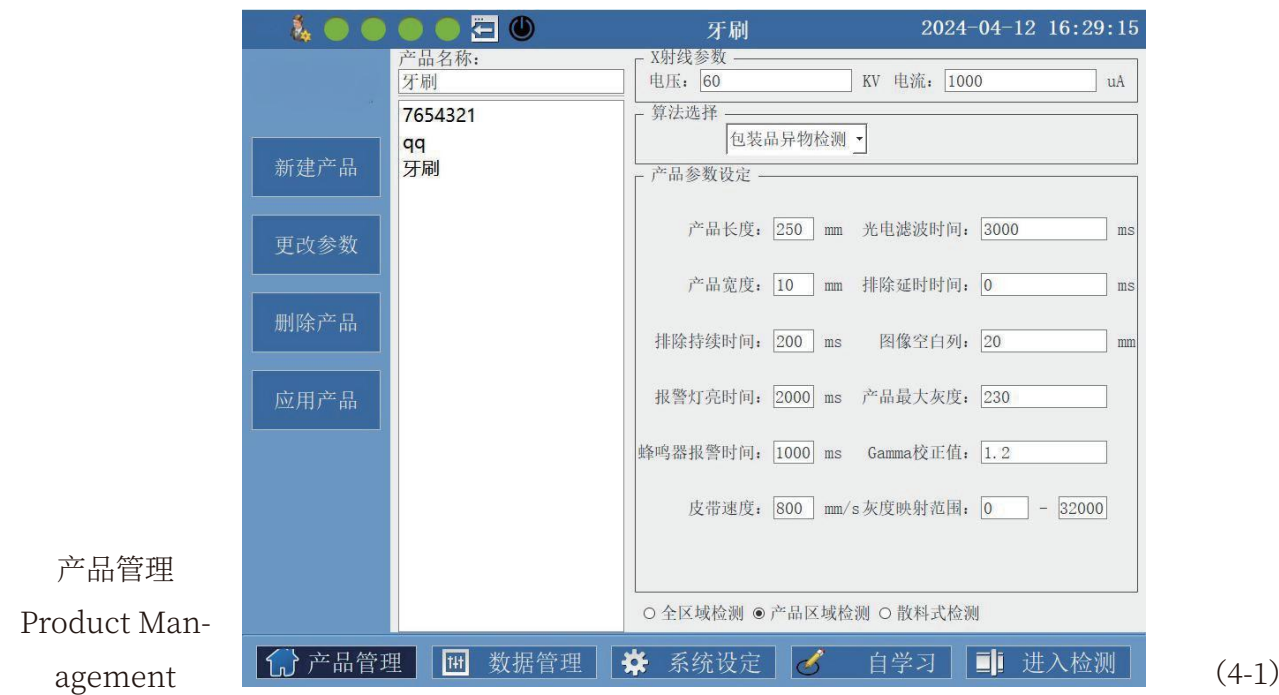 牙刷
2024-04-12 16:29:15
新建产品
更改参数
删除产品
应用产品
产品名称:
牙刷
7654321
qq
牙刷
X射线参数
电压: 60 KV 电流: 1000 uA
算法选择
包装品异物检测
产品参数设定
产品长度: 250 mm 光电滤波时间: 3000 ms
产品宽度: 10 mm 排除延时时间: 0 ms
排除持续时间: 200 ms 图像空白列: 20 mm
报警灯亮时间: 2000 ms 产品最大灰度: 230
蜂鸣器报警时间: 1000 ms Gamma校正值: 1.2
皮带速度: 800 mm/s 灰度映射范围: 0 - 32000
全区域检测 产品区域检测 散料式检测
产品管理 数据管理 系统设定 自学习 进入检测
产品管理
Product Man-
agement
(4-1)